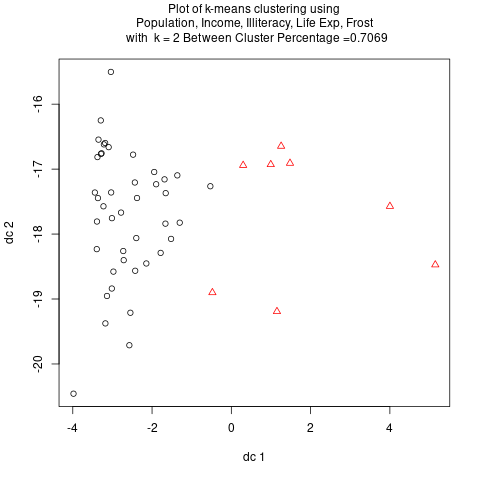 Plot of k-means clustering using
Population, Income, Illiteracy, Life Exp, Frost
with k = 2 Between Cluster Percentage =0.7069
-16
-17
-18
-19
-20
dc 2
-4
-2
0
2
4
dc 1